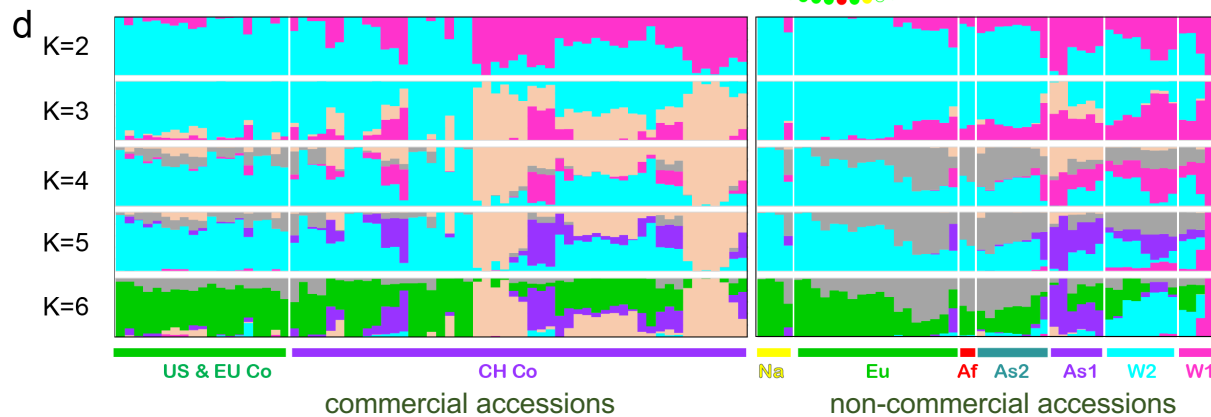 d
K=2
K=3
K=4
K=5
K=6
US & EU Co
CH Co
Na
Eu
Af
As2
As1
W2
W1
commercial accessions
non-commercial accessions